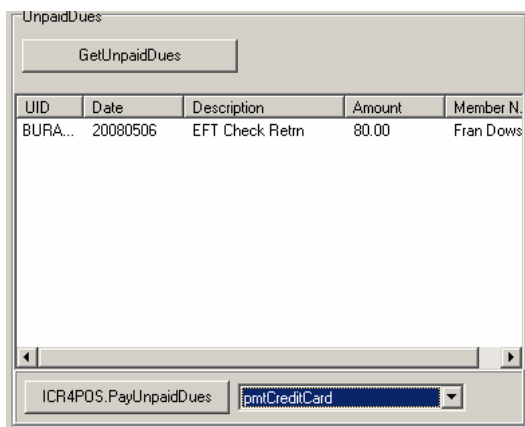 UnpaidDues
GetUnpaidDues
UID Date Description Amount Member N.
BURA... 20080506 EFT Check Retrn 80.00 Fran Dows
ICR4POS.PayUnpaidDues pmtCreditCard